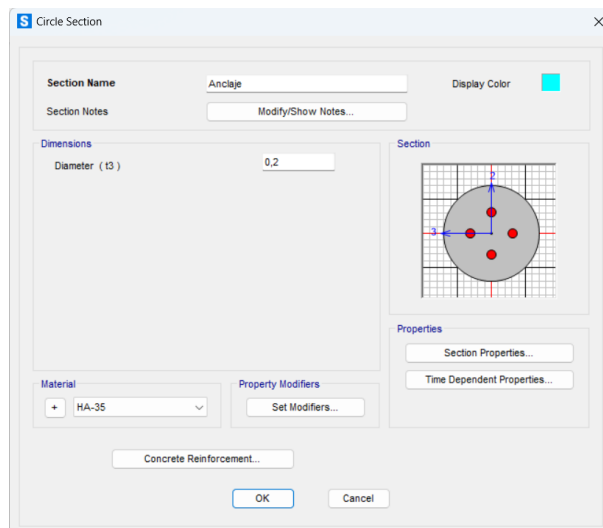 S Circle Section
Section Name
Anclaje
Display Color
Section Notes
Modify/Show Notes...
Dimensions
Diameter ( t3 )
0,2
Section
2
3
Properties
Section Properties...
Time Dependent Properties...
Material
+
HA-35
Property Modifiers
Set Modifiers...
Concrete Reinforcement...
OK
Cancel